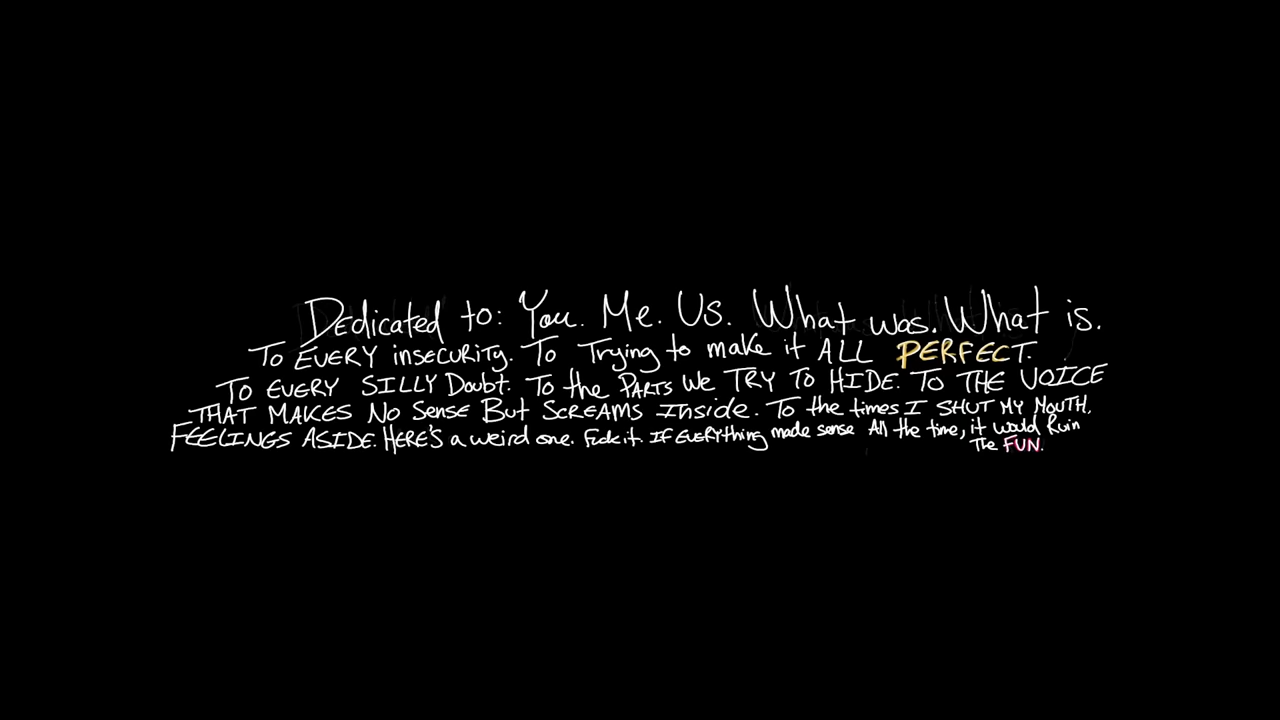 Dedicated to: You. Me. Us. What was. What is.
To EVERY insecurity. To Trying to make it ALL PERFECT.
To EVERY SILLY Doubt. To the PARTS We TRY TO HIDE. TO THE VOICE
THAT MAKES No Sense But SCREAMS Inside. To the times I SHUT MY MOUTH,
FEELINGS ASIDE. HERE'S a weird one. Fuck it. IF EVERYthing made sense All the time, it would Ruin
The FUN.